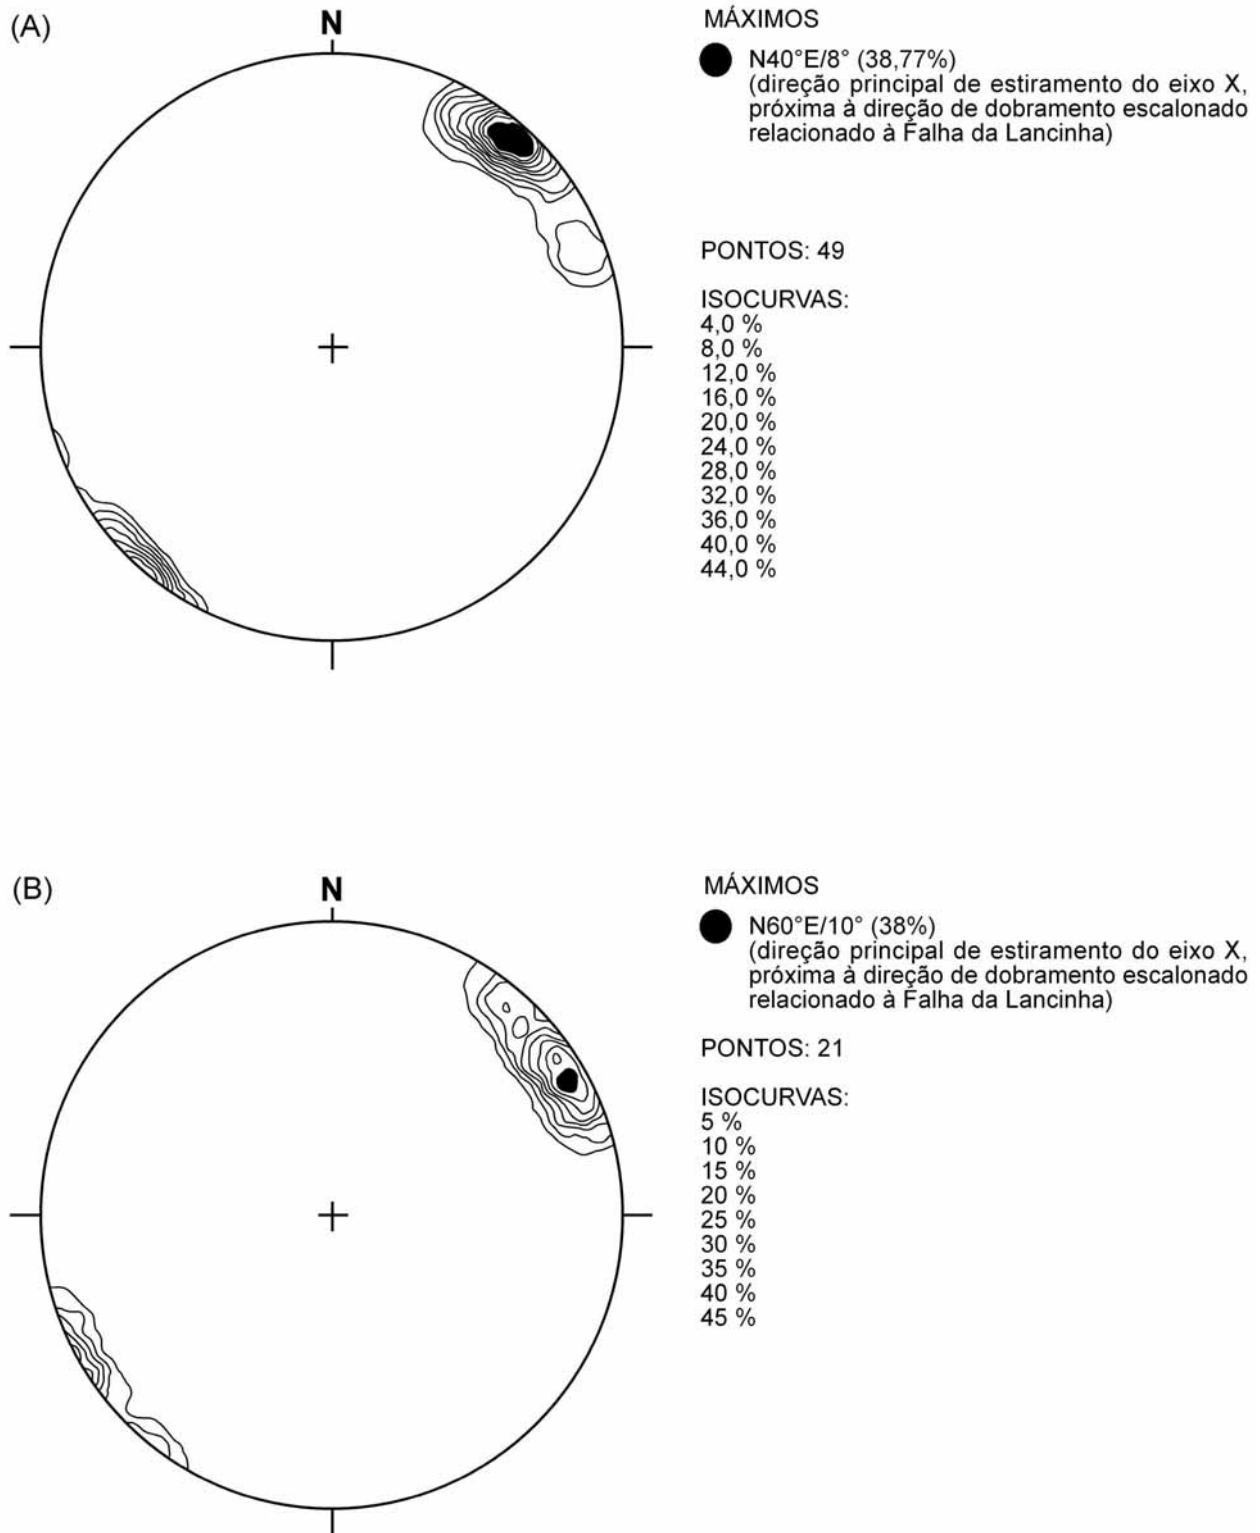 (A)
N
MÁXIMOS
N40°E/8° (38,77%)
(direção principal de estiramento do eixo X,
próxima à direção de dobramento escalonado
relacionado à Falha da Lancinha)
PONTOS: 49
ISOCURVAS:
4,0 %
8,0 %
12,0 %
16,0 %
20,0 %
24,0 %
28,0 %
32,0 %
36,0 %
40,0 %
44,0 %
(B)
N
MÁXIMOS
N60°E/10° (38%)
(direção principal de estiramento do eixo X,
próxima à direção de dobramento escalonado
relacionado à Falha da Lancinha)
PONTOS: 21
ISOCURVAS:
5 %
10 %
15 %
20 %
25 %
30 %
35 %
40 %
45 %